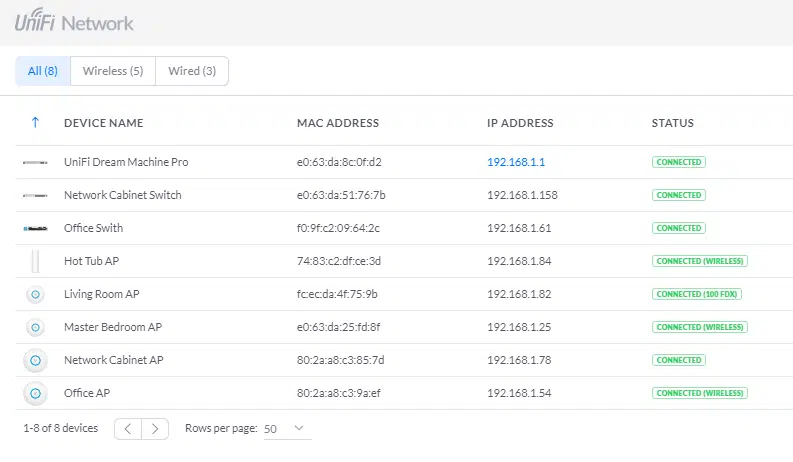 UniFi Network
All (8) Wireless (5) Wired (3)
DEVICE NAME MAC ADDRESS IP ADDRESS STATUS
UniFi Dream Machine Pro e0:63:da:8c:0f:d2 192.168.1.1 CONNECTED
Network Cabinet Switch e0:63:da:51:76:7b 192.168.1.158 CONNECTED
Office Swith f0:9f:c2:09:64:2c 192.168.1.61 CONNECTED
Hot Tub AP 74:83:c2:df:ce:3d 192.168.1.84 CONNECTED (WIRELESS)
Living Room AP fc:ec:da:4f:75:9b 192.168.1.82 CONNECTED (100 FDX)
Master Bedroom AP e0:63:da:25:fd:8f 192.168.1.25 CONNECTED (WIRELESS)
Network Cabinet AP 80:2a:a8:c3:85:7d 192.168.1.78 CONNECTED
Office AP 80:2a:a8:c3:9a:ef 192.168.1.54 CONNECTED (WIRELESS)
1-8 of 8 devices Rows per page: 50